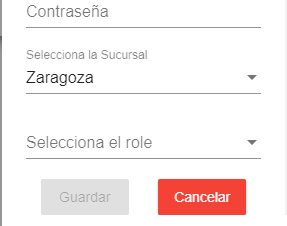 Contraseña
Selecciona la Sucursal
Zaragoza
Selecciona el role
Guardar Cancelar